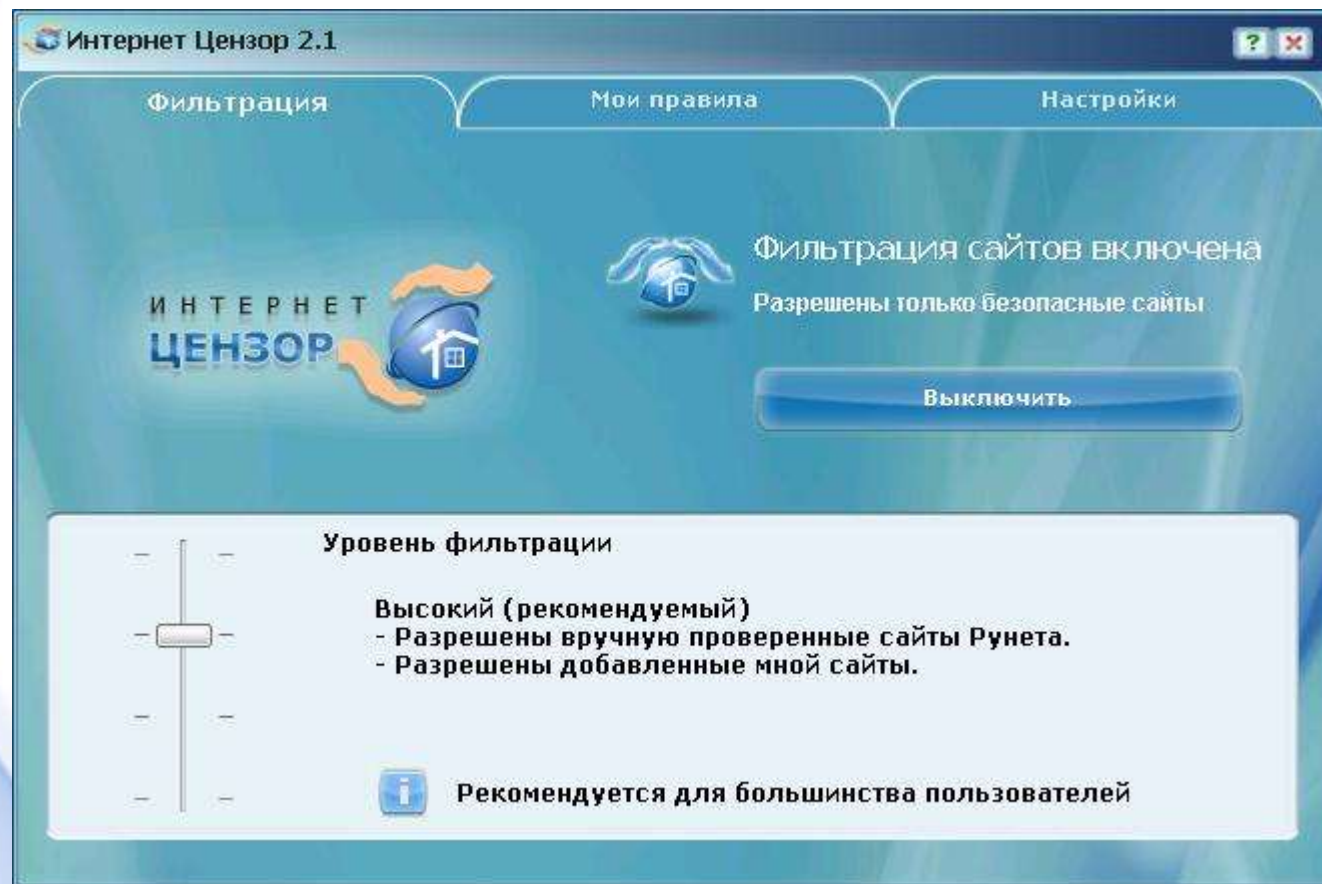 Интернет Цензор 2.1
?
Фильтрация
Мои правила
Настройки
ИНТЕРНЕТ
ЦЕНЗОР
Фильтрация сайтов включена
Разрешены только безопасные сайты
Выключить
Уровень фильтрации
Высокий (рекомендуемый)
- Разрешены вручную проверенные сайты Рунета.
- Разрешены добавленные мной сайты.
i
Рекомендуется для большинства пользователей